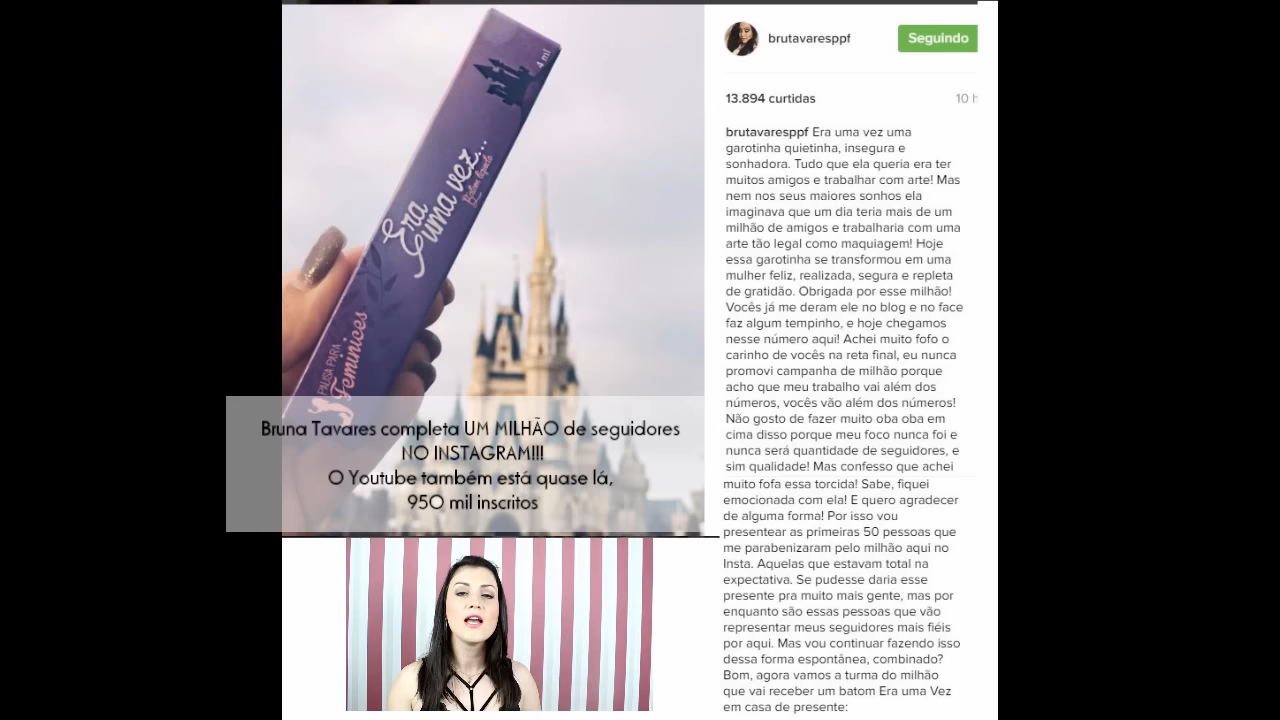 4 ml
Era
uma vez...
Batom líquido
PAUSA PARA
Feminices
Bruna Tavares completa UM MILHÃO de seguidores
NO INSTAGRAM!!!
O Youtube também está quase lá,
950 mil inscritos
brutavaresppf
Seguindo
13.894 curtidas
10 h
brutavaresppf Era uma vez uma
garotinha quietinha, insegura e
sonhadora. Tudo que ela queria era ter
muitos amigos e trabalhar com arte! Mas
nem nos seus maiores sonhos ela
imaginava que um dia teria mais de um
milhão de amigos e trabalharia com uma
arte tão legal como maquiagem! Hoje
essa garotinha se transformou em uma
mulher feliz, realizada, segura e repleta
de gratidão. Obrigada por esse milhão!
Vocês já me deram ele no blog e no face
faz algum tempinho, e hoje chegamos
nesse número aqui! Achei muito fofo o
carinho de vocês na reta final, eu nunca
promovi campanha de milhão porque
acho que meu trabalho vai além dos
números, vocês vão além dos números!
Não gosto de fazer muito oba oba em
cima disso porque meu foco nunca foi e
nunca será quantidade de seguidores, e
sim qualidade! Mas confesso que achei
muito fofa essa torcida! Sabe, fiquei
emocionada com ela! E quero agradecer
de alguma forma! Por isso vou
presentear as primeiras 50 pessoas que
me parabenizaram pelo milhão aqui no
Insta. Aquelas que estavam total na
expectativa. Se pudesse daria esse
presente pra muito mais gente, mas por
enquanto são essas pessoas que vão
representar meus seguidores mais fiéis
por aqui. Mas vou continuar fazendo isso
dessa forma espontânea, combinado?
Bom, agora vamos a turma do milhão
que vai receber um batom Era uma Vez
em casa de presente: